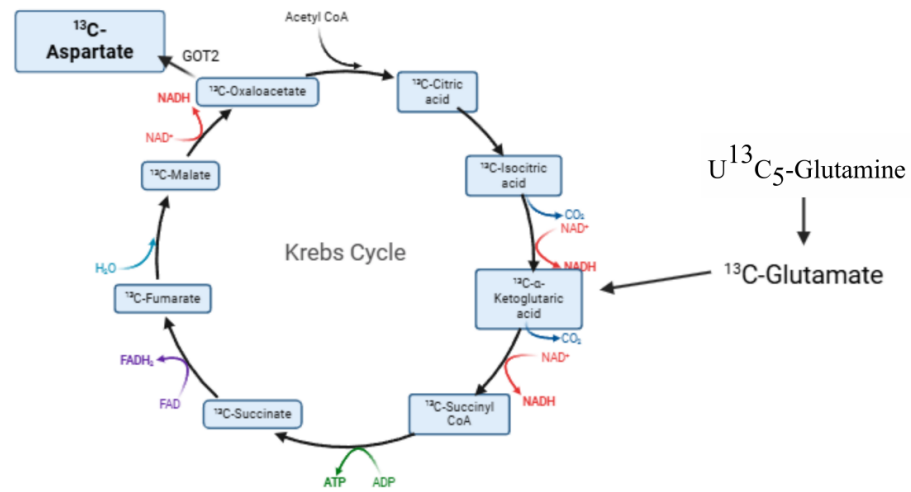 Acetyl CoA
¹³C-
Aspartate
GOT2
¹³C-Oxaloacetate
¹³C-Citric
acid
NADH
NAD⁺
¹³C-Malate
¹³C-Isocitric
acid
U¹³C₅-Glutamine
CO₂
NAD⁺
NADH
Krebs Cycle
H₂O
¹³C-Fumarate
¹³C-α-
Ketoglutaric
acid
¹³C-Glutamate
CO₂
NAD⁺
NADH
FADH₂
FAD
¹³C-Succinate
¹³C-Succinyl
CoA
ATP
ADP